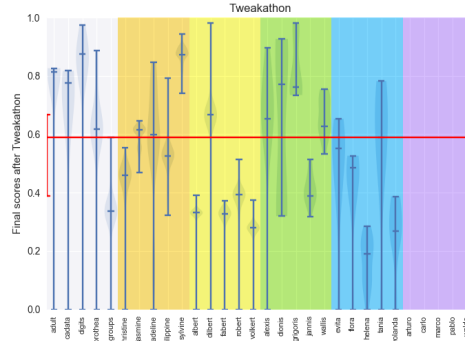 Tweakathon
Final scores after Tweakathon
1.0
0.8
0.6
0.4
0.2
0.0
adult
cadata
digits
dorothea
groups
christine
jasmine
madeline
philippine
sylvine
albert
dilbert
fabert
robert
volkert
alexis
dionis
grigoris
jannis
wallis
evita
flora
helena
tania
yolanda
arturo
carlo
marco
pablo